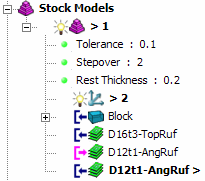 Stock Models
> 1
Tolerance : 0.1
Stepover : 2
Rest Thickness : 0.2
> 2
Block
D16t3-TopRuf
D12t1-AngRuf
D12t1-AngRuf >